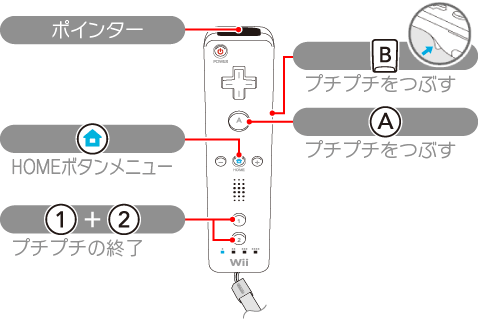 ポインター
POWER
B
プチプチをつぶす
A
A
プチプチをつぶす
HOME
HOMEボタンメニュー
1 + 2
プチプチの終了
1
2
Wii